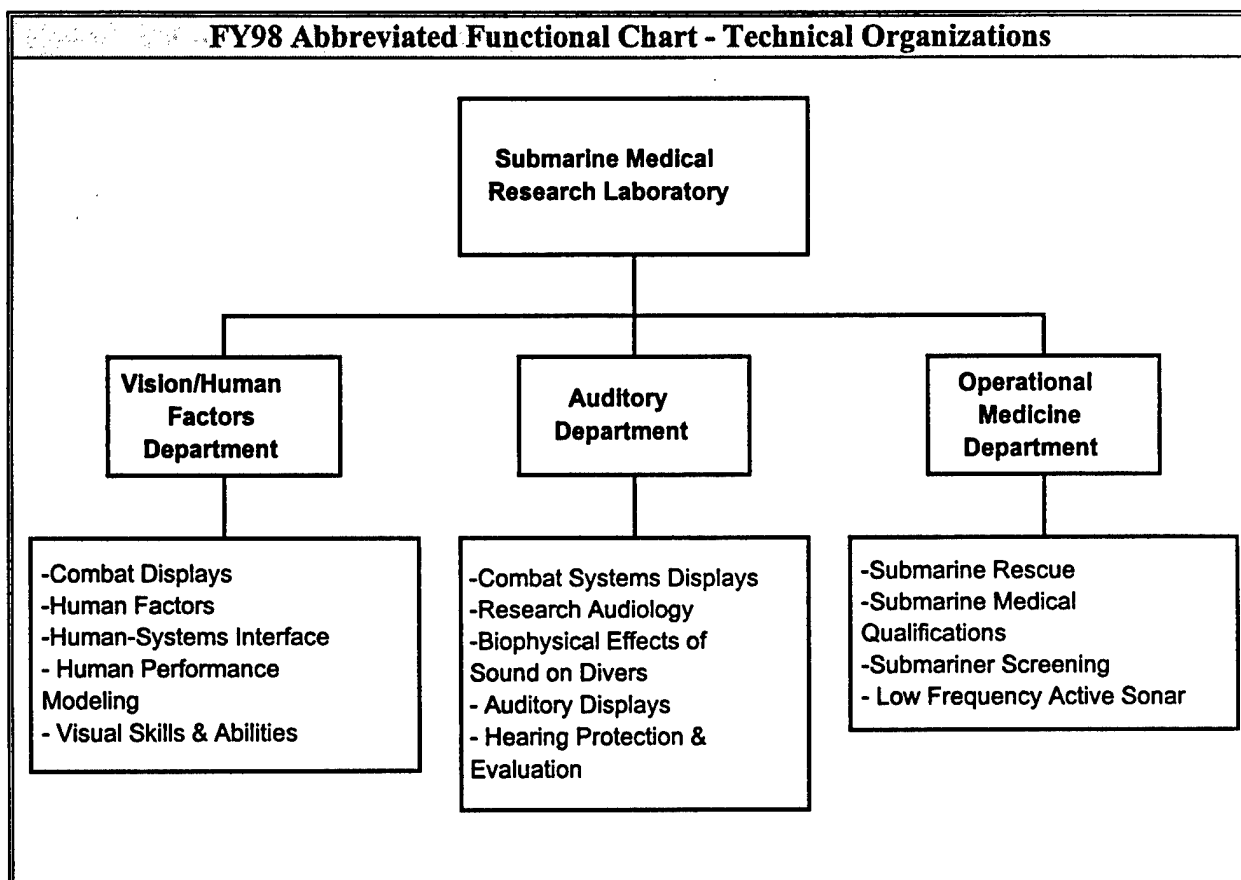 FY98 Abbreviated Functional Chart - Technical Organizations
Submarine Medical
Research Laboratory
Vision/Human
Factors
Department
Auditory
Department
Operational
Medicine
Department
-Combat Displays
-Human Factors
-Human-Systems Interface
- Human Performance
Modeling
- Visual Skills & Abilities
-Combat Systems Displays
-Research Audiology
-Biophysical Effects of
Sound on Divers
- Auditory Displays
- Hearing Protection &
Evaluation
-Submarine Rescue
-Submarine Medical
Qualifications
-Submariner Screening
- Low Frequency Active Sonar